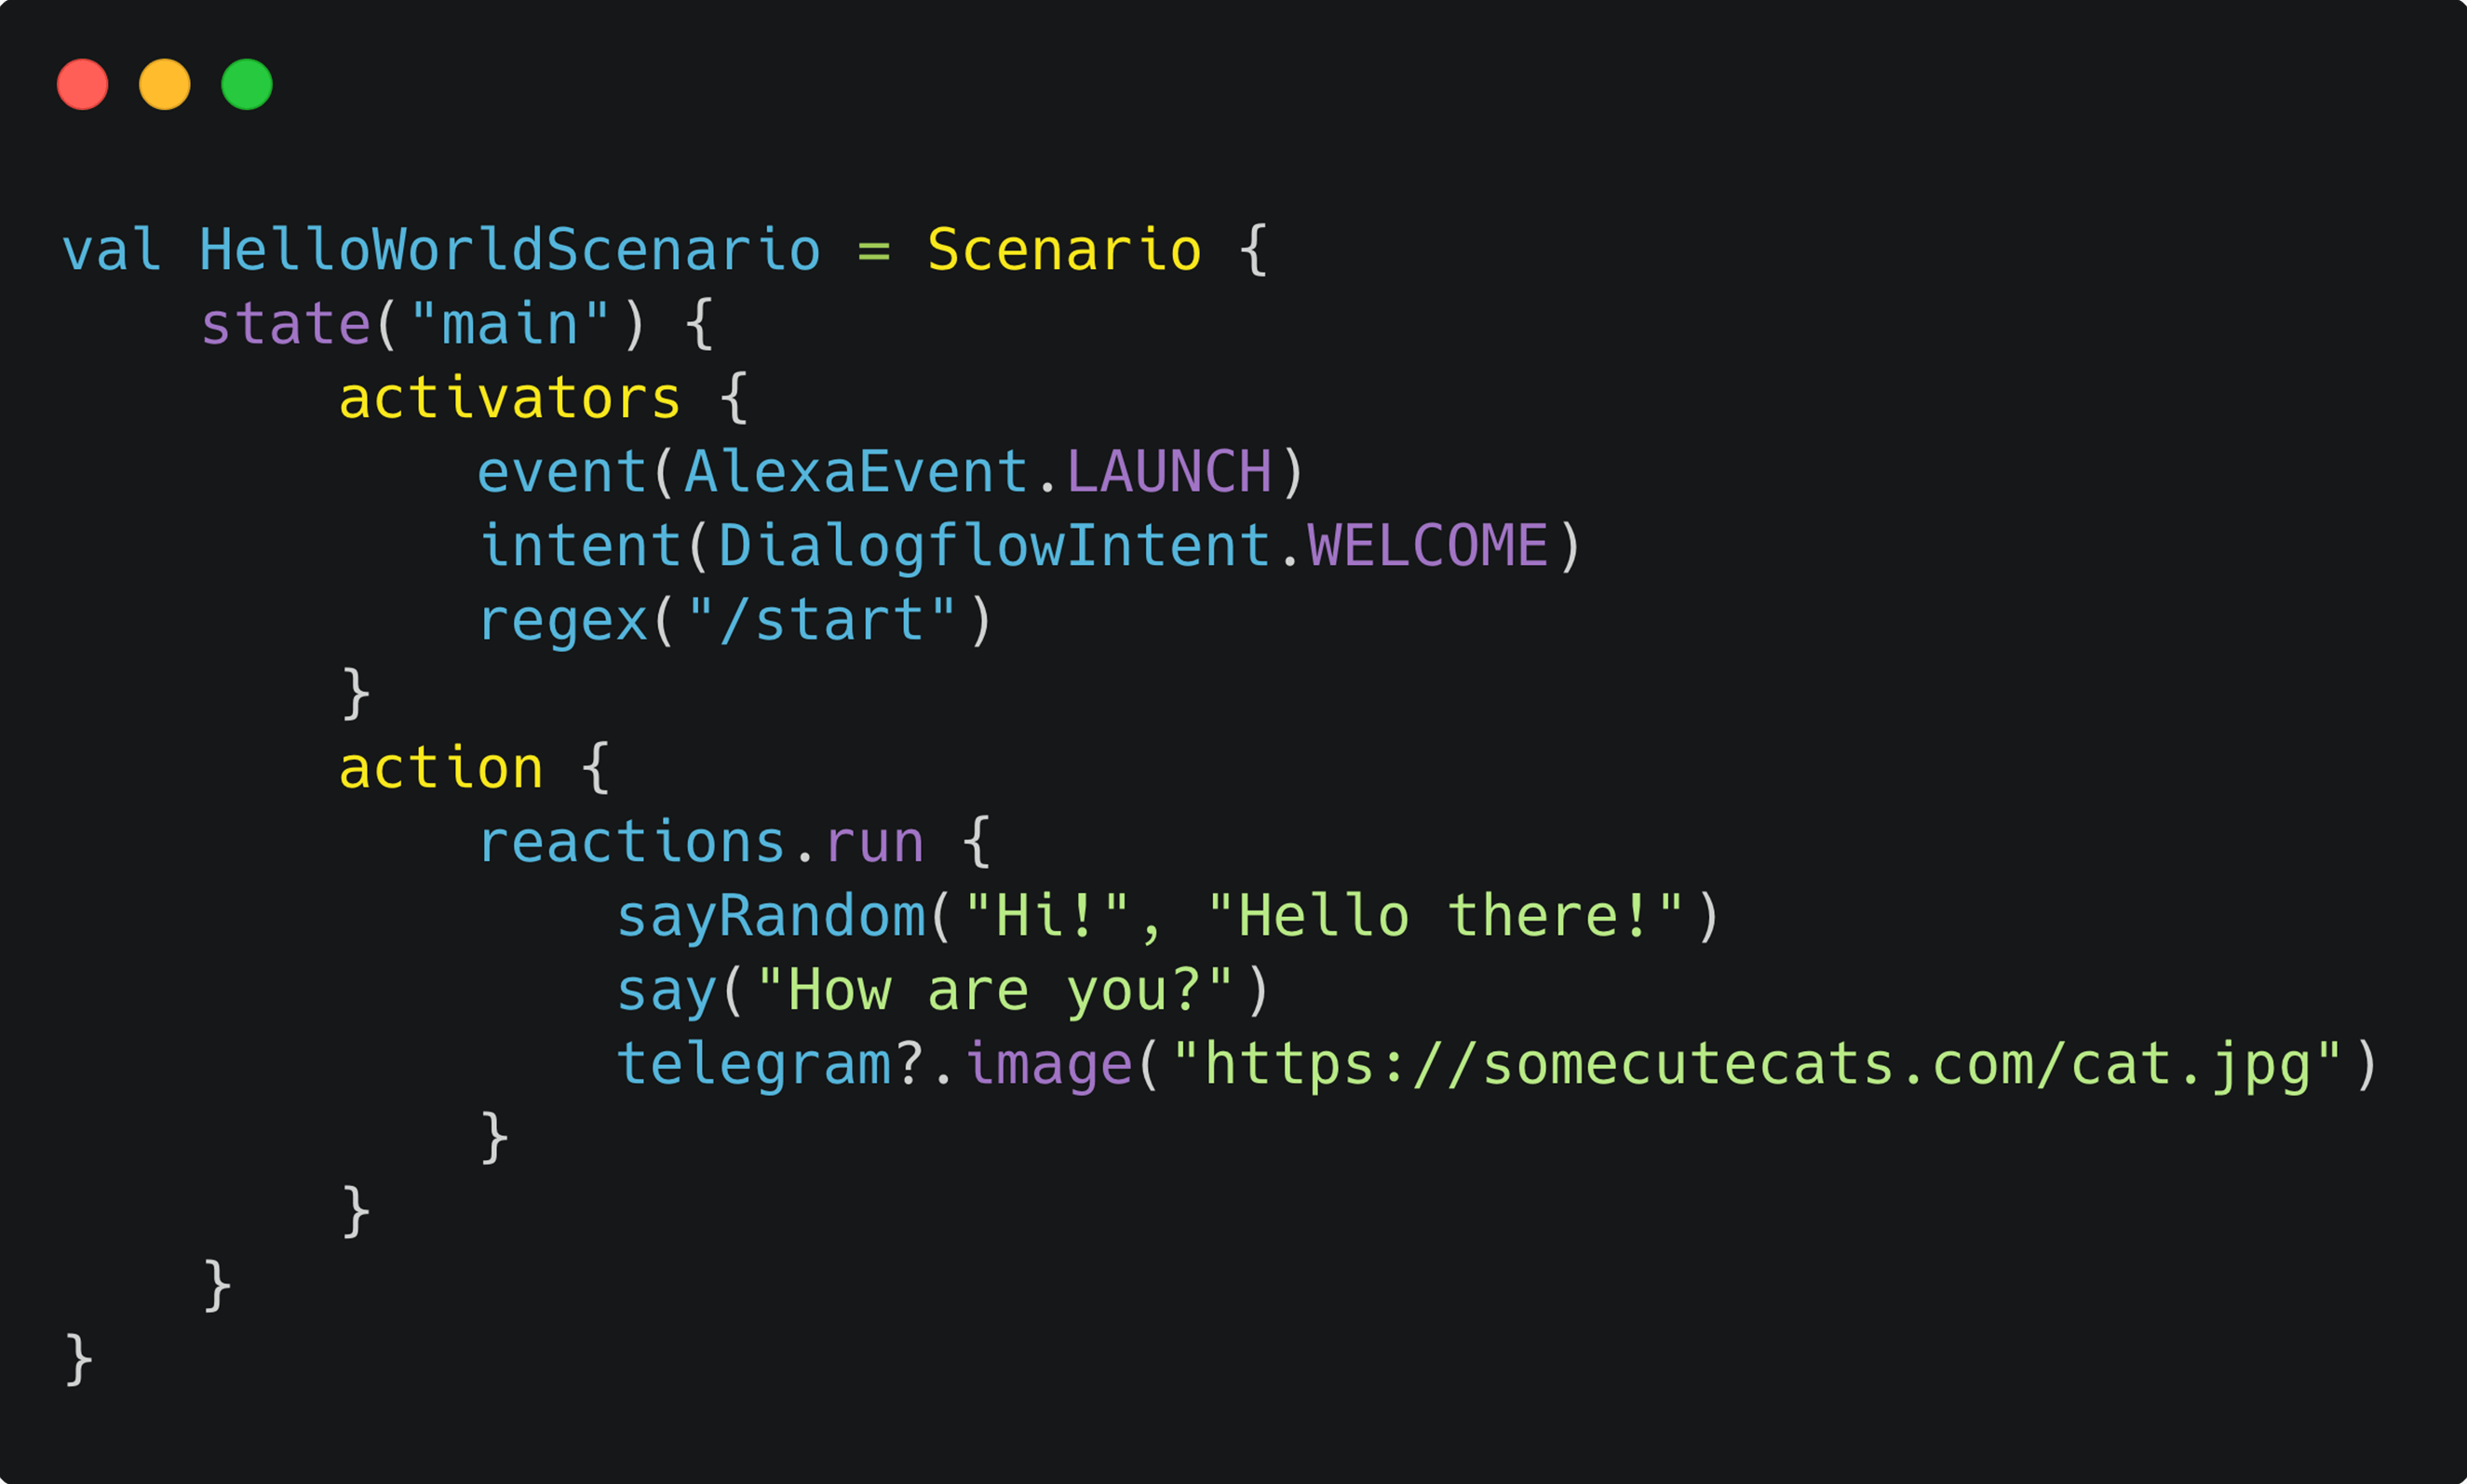 val HelloWorldScenario = Scenario {
    state("main") {
        activators {
            event(AlexaEvent.LAUNCH)
            intent(DialogflowIntent.WELCOME)
            regex("/start")
        }
        action {
            reactions.run {
                sayRandom("Hi!", "Hello there!")
                say("How are you?")
                telegram?.image("https://somecutecats.com/cat.jpg")
            }
        }
    }
}